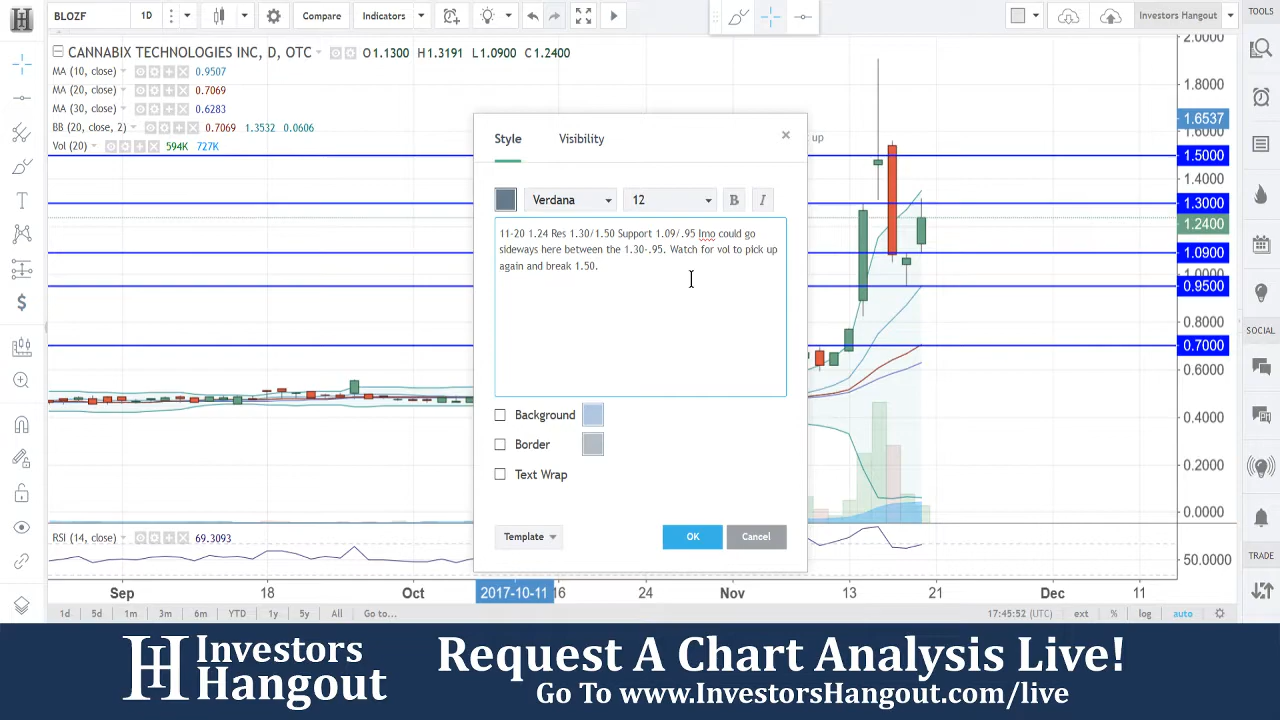 BLOZF
1D
Compare
Indicators
Investors Hangout
TOOLS
CANNABIX TECHNOLOGIES INC, D, OTC
O1.1300 H1.3191 L1.0900 C1.2400
MA (10, close) 0.9507
MA (20, close) 0.7069
MA (30, close) 0.6283
BB (20, close, 2) 0.7069 1.3532 0.0606
Vol (20) 594K 727K
Style
Visibility
×
up
Verdana
12
B
I
11-20 1.24 Res 1.30/1.50 Support 1.09/.95 Imo could go
sideways here between the 1.30-.95. Watch for vol to pick up
again and break 1.50.
Background
Border
Text Wrap
Template
OK
Cancel
2.0000
1.8000
1.6537
1.6000
1.5000
1.4000
1.3000
1.2400
1.0900
1.0000
0.9500
0.8000
0.7000
0.6000
0.4000
0.2000
0.0000
50.0000
SOCIAL
TRADE
RSI (14, close) 69.3093
Sep 18 Oct 2017-10-11 16 24 Nov 13 21 Dec 11
1d 5d 1m 3m 6m YTD 1y 5y All Go to... 17:45:52 (UTC) ext % log auto
Investors
Hangout
Request A Chart Analysis Live!
Go To www.InvestorsHangout.com/live